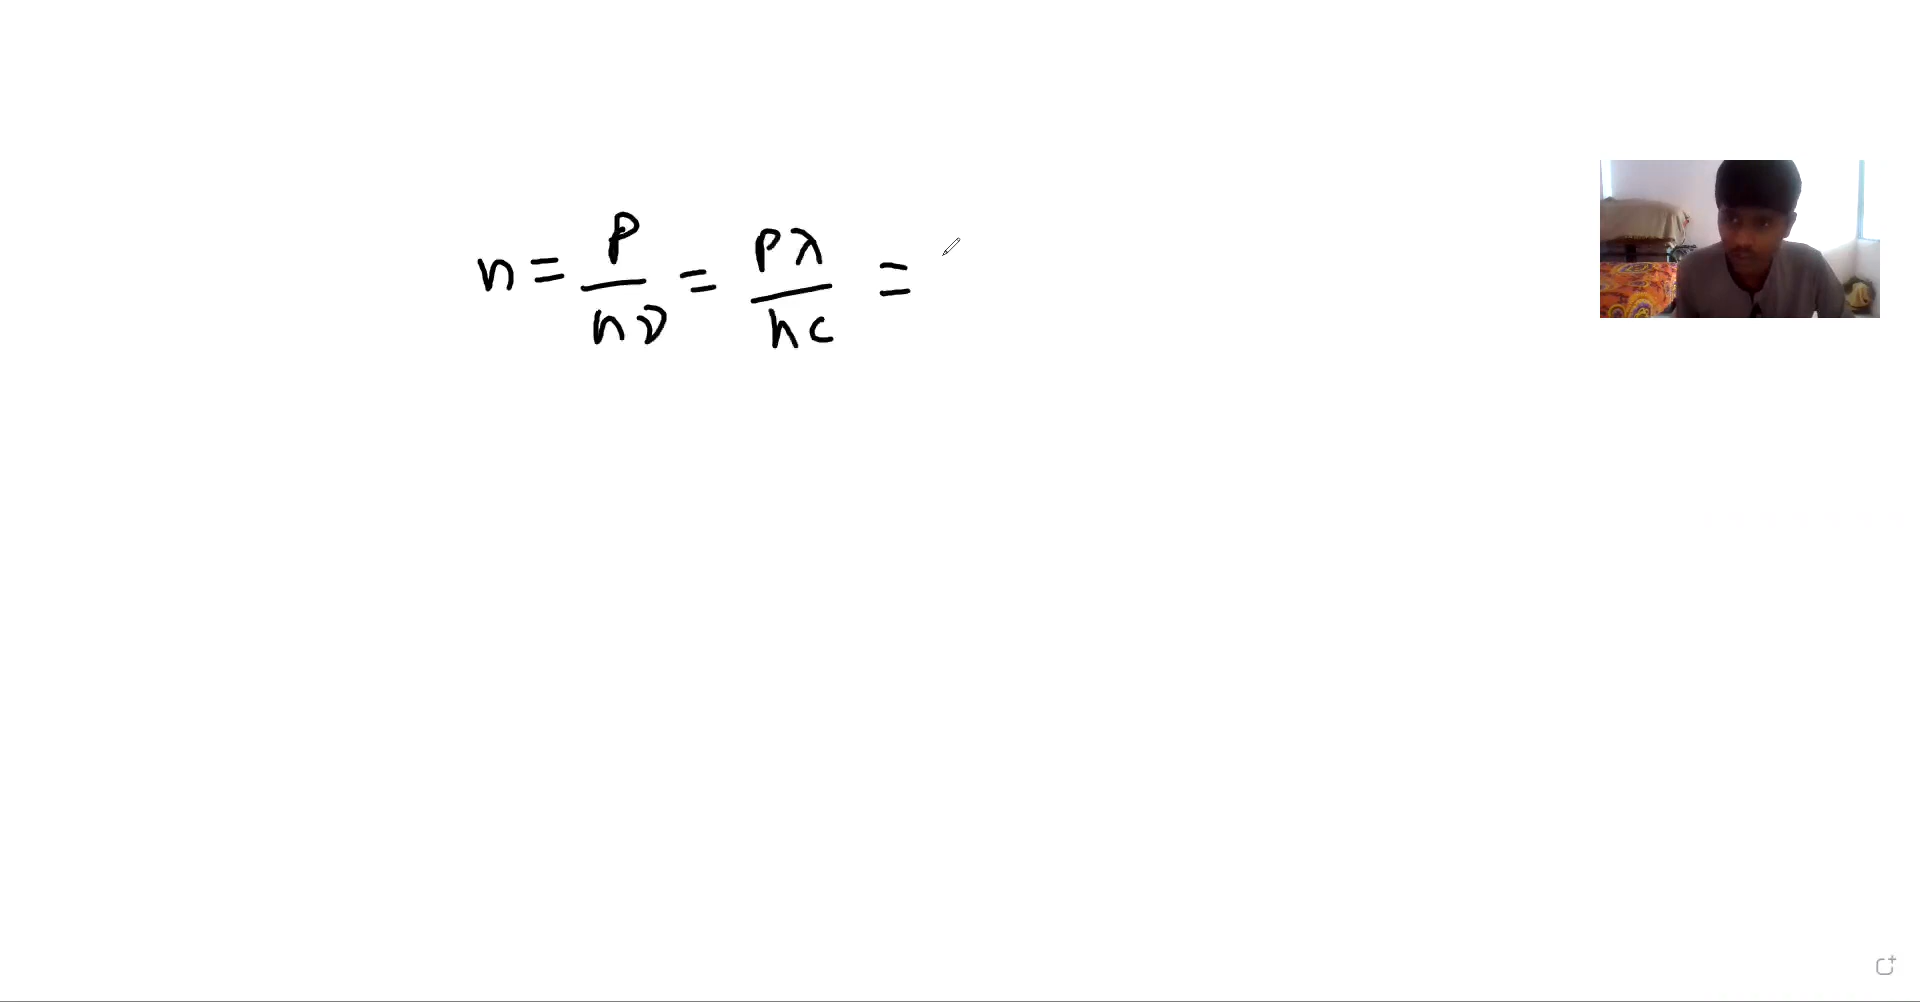 n = P/hν = Pλ/hc =